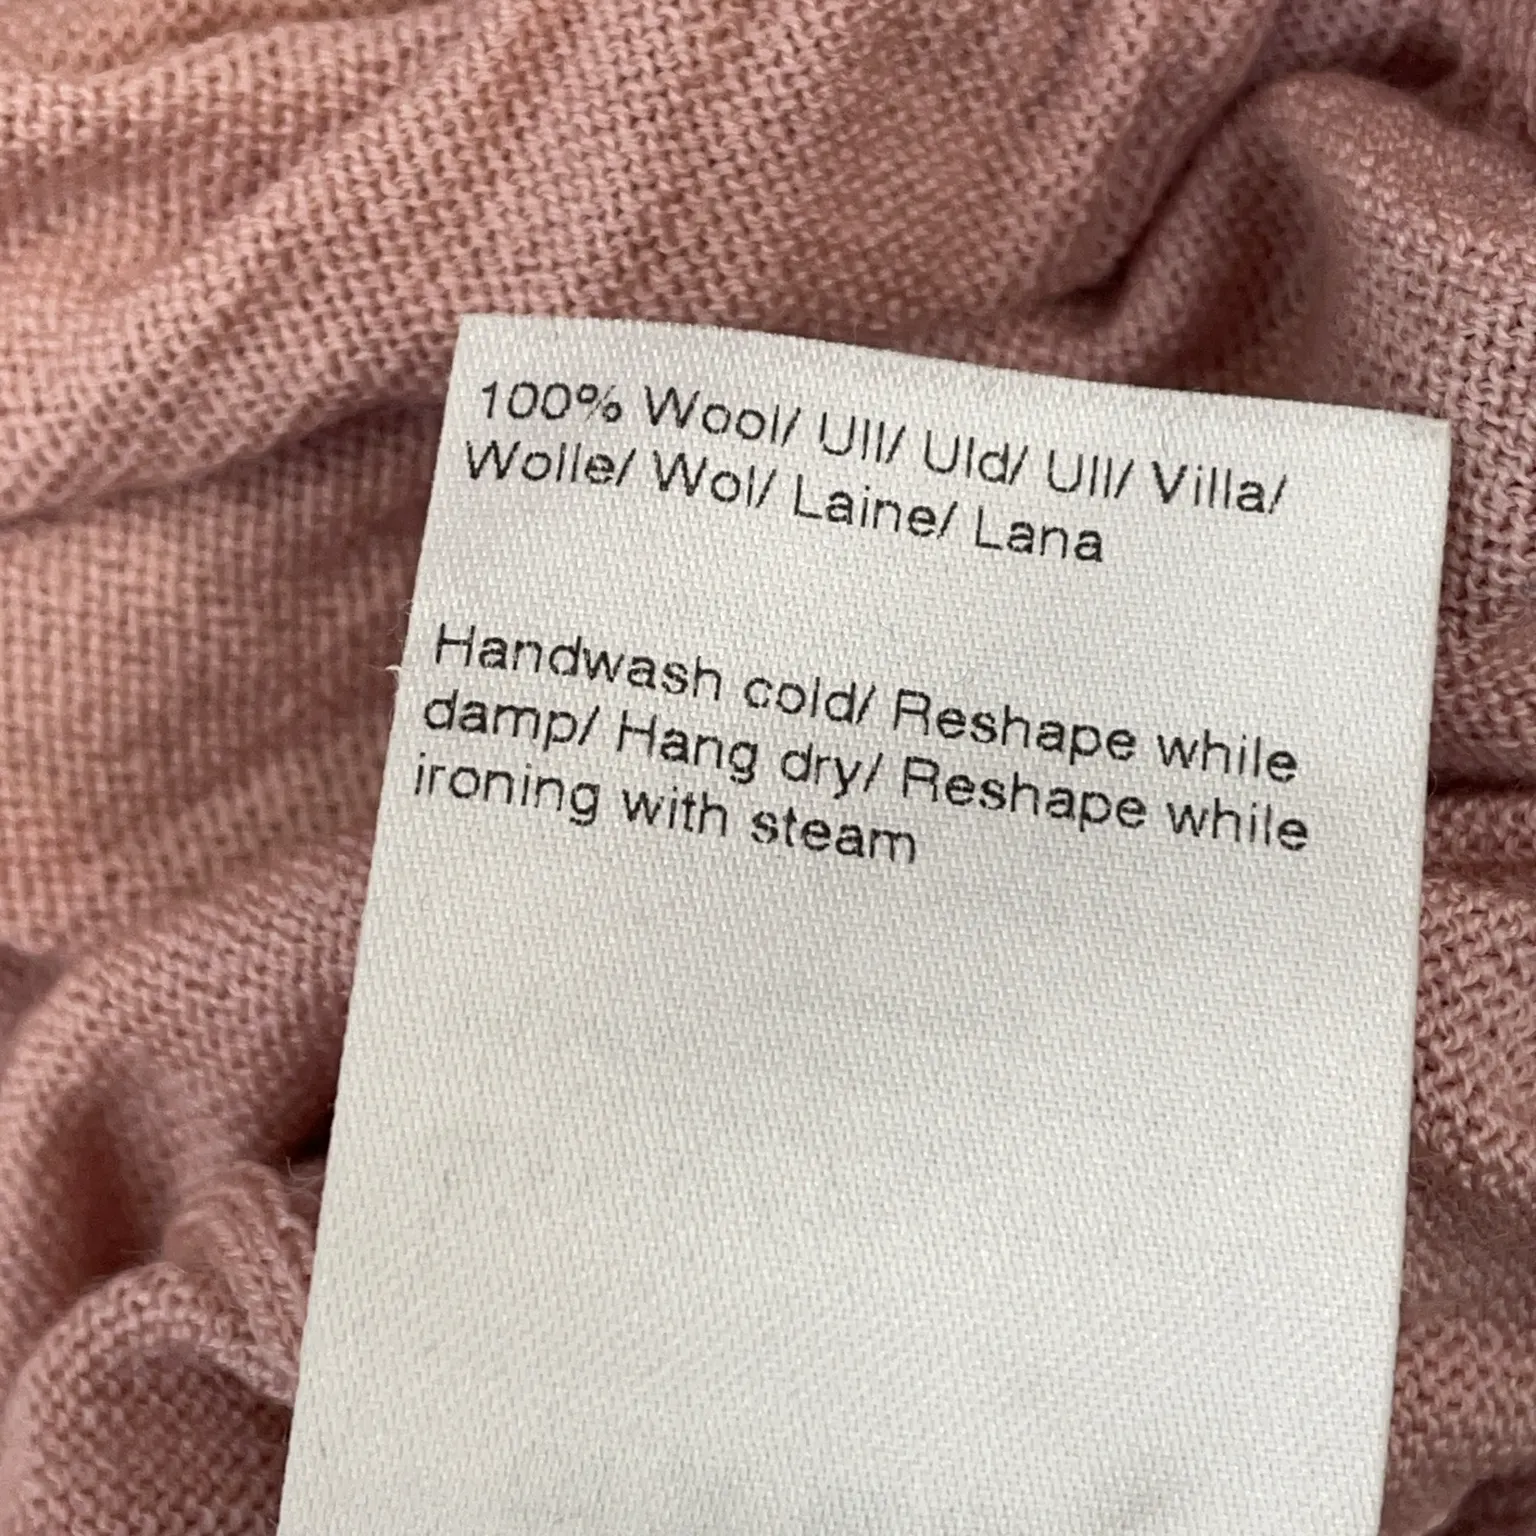 100% Wool/ Ull/ Uld/ Ull/ Villa/
Wolle/ Wol/ Laine/ Lana
Handwash cold/ Reshape while
damp/ Hang dry/ Reshape while
ironing with steam